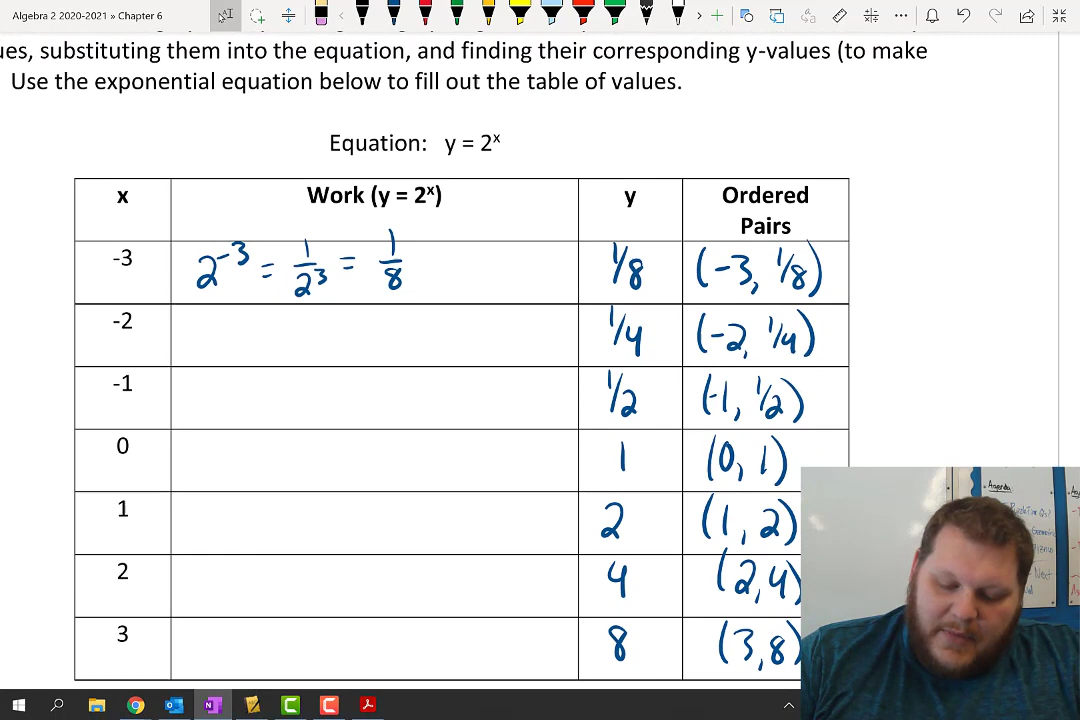 Algebra 2 2020-2021 » Chapter 6
ues, substituting them into the equation, and finding their corresponding y-values (to make
Use the exponential equation below to fill out the table of values.
Equation: y = 2ˣ
x Work (y = 2ˣ) y Ordered Pairs
-3 2⁻³ = 1/2³ = 1/8 1/8 (-3, 1/8)
-2 1/4 (-2, 1/4)
-1 1/2 (-1, 1/2)
0 1 (0, 1)
1 2 (1, 2)
2 4 (2,4)
3 8 (3,8)
Agenda